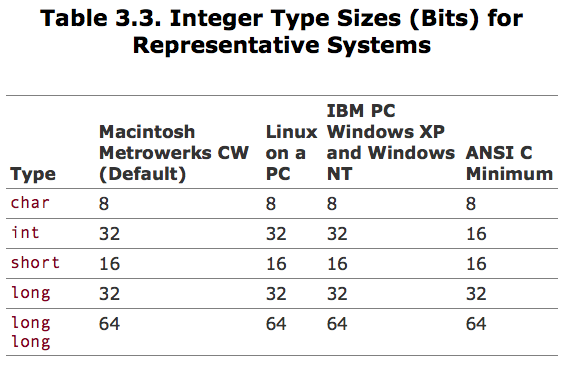 Table 3.3. Integer Type Sizes (Bits) for
Representative Systems
Type Macintosh Metrowerks CW (Default) Linux on a PC IBM PC Windows XP and Windows NT ANSI C Minimum
char 8 8 8 8
int 32 32 32 16
short 16 16 16 16
long 32 32 32 32
long long 64 64 64 64